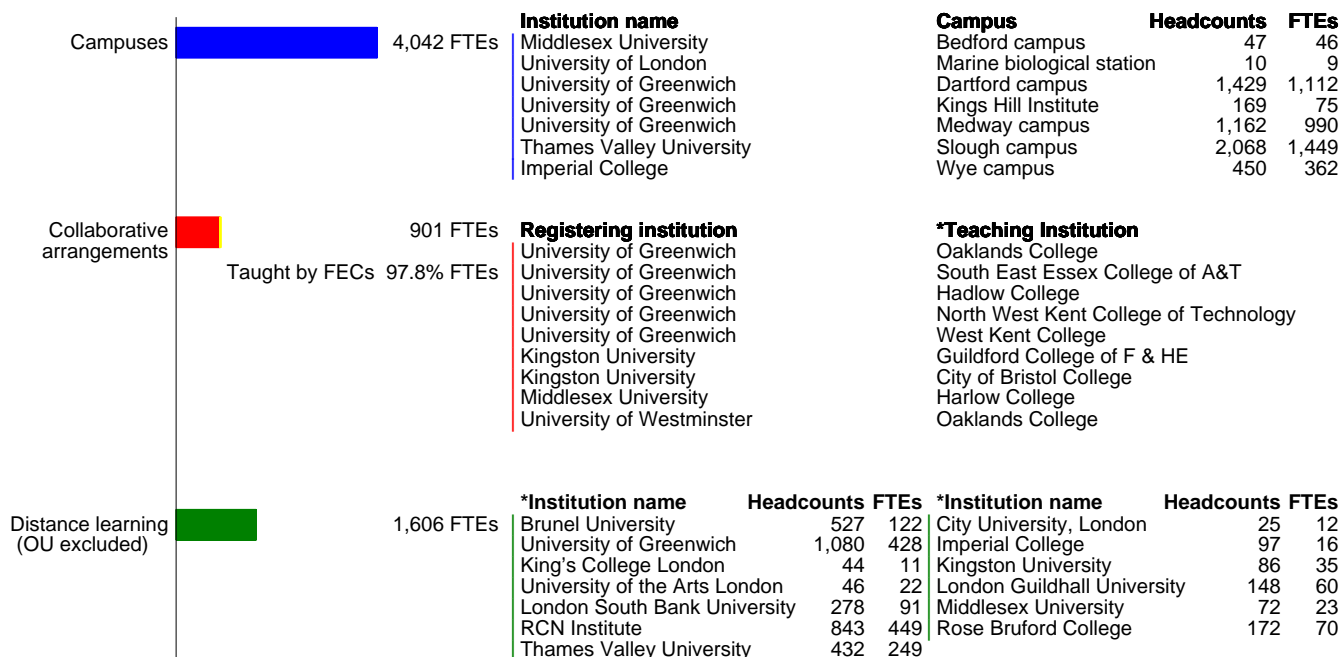 Campuses 4,042 FTEs
Institution name Campus Headcounts FTEs
Middlesex University Bedford campus 47 46
University of London Marine biological station 10 9
University of Greenwich Dartford campus 1,429 1,112
University of Greenwich Kings Hill Institute 169 75
University of Greenwich Medway campus 1,162 990
Thames Valley University Slough campus 2,068 1,449
Imperial College Wye campus 450 362
Collaborative arrangements 901 FTEs
Taught by FECs 97.8% FTEs
Registering institution *Teaching Institution
University of Greenwich Oaklands College
University of Greenwich South East Essex College of A&T
University of Greenwich Hadlow College
University of Greenwich North West Kent College of Technology
University of Greenwich West Kent College
Kingston University Guildford College of F & HE
Kingston University City of Bristol College
Middlesex University Harlow College
University of Westminster Oaklands College
Distance learning (OU excluded) 1,606 FTEs
*Institution name Headcounts FTEs *Institution name Headcounts FTEs
Brunel University 527 122 City University, London 25 12
University of Greenwich 1,080 428 Imperial College 97 16
King's College London 44 11 Kingston University 86 35
University of the Arts London 46 22 London Guildhall University 148 60
London South Bank University 278 91 Middlesex University 72 23
RCN Institute 843 449 Rose Bruford College 172 70
Thames Valley University 432 249